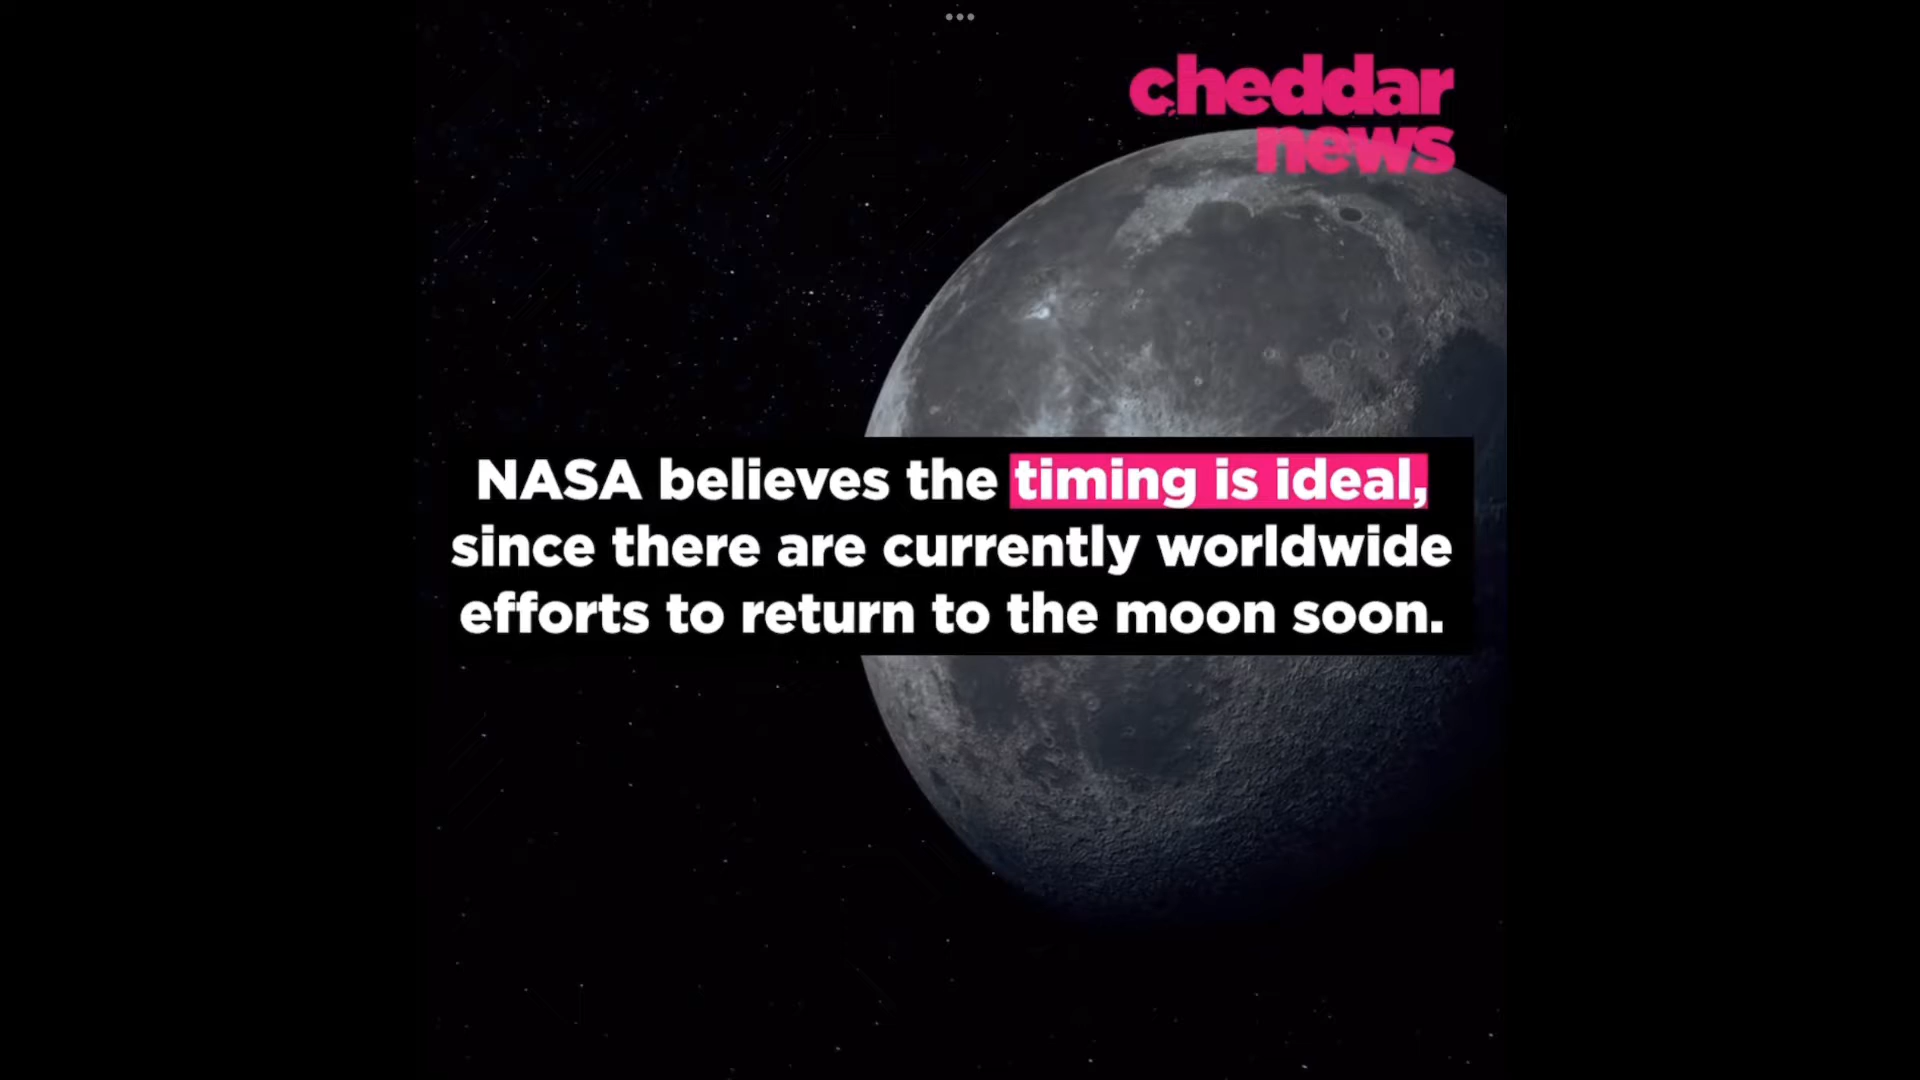 cheddar
news
NASA believes the timing is ideal,
since there are currently worldwide
efforts to return to the moon soon.